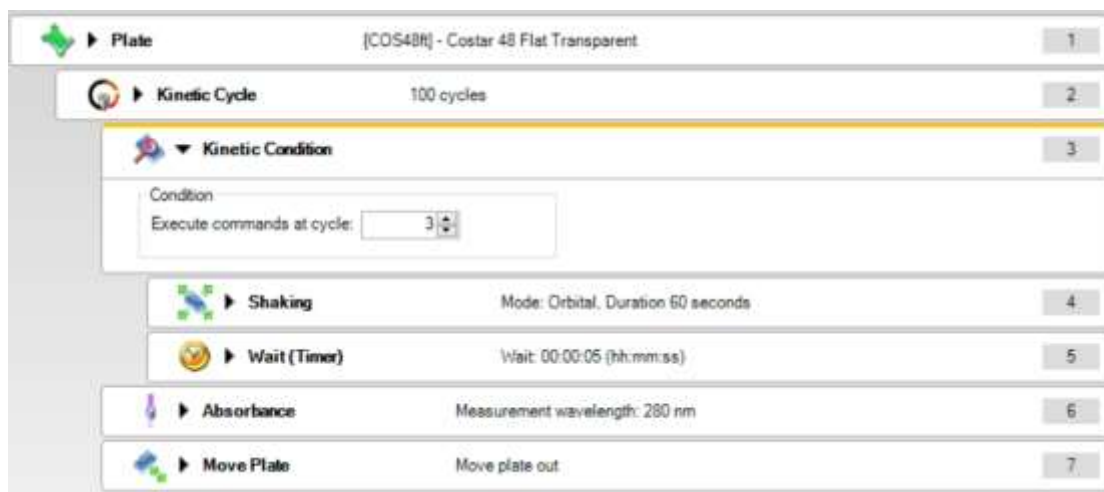 Plate [COS48ft] - Costar 48 Flat Transparent 1
Kinetic Cycle 100 cycles 2
Kinetic Condition 3
Condition
Execute commands at cycle: 3
Shaking Mode: Orbital, Duration 60 seconds 4
Wait (Timer) Wait: 00:00:05 (hh:mm:ss) 5
Absorbance Measurement wavelength: 280 nm 6
Move Plate Move plate out 7